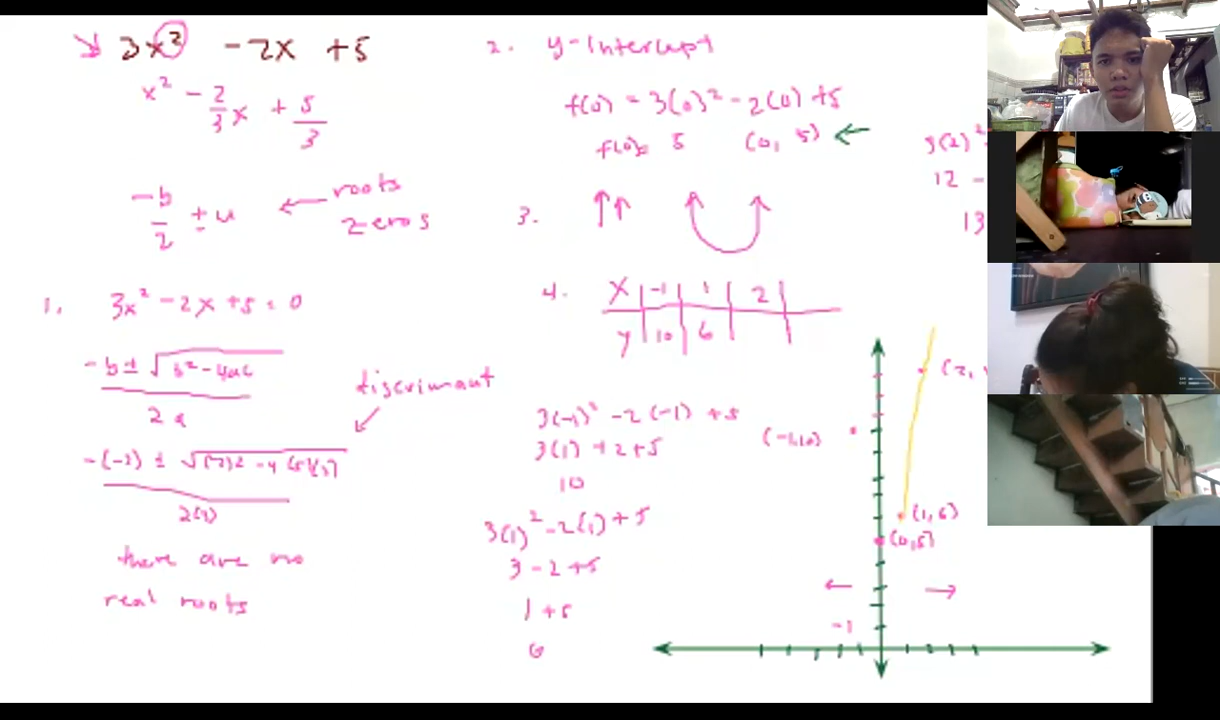 3x² - 2x + 5
x² - 2/3 x + 5/3
-b/2 ± u ← roots
zeros
1. 3x² - 2x + 5 = 0
-b ± √b² - 4ac
2a
discrimant
-(-2) ± √(-2)2 - 4
2(3)
there are no
real roots
2. y-Intercept
f(0) = 3(0)² - 2(0) + 5
f(0) = 5 (0, 5) ←
3. ↑↑
4. x | -1 | 1 | 2 |
y | 10 | 6 |
3(-1)² - 2(-1) + 5
3(1) + 2 + 5
10
3(1)² - 2(1) + 5
3 - 2 + 5
1 + 5
6
3(2)²
12 -
13
(2,
(-1,10)
(1, 6)
(0,5)
← →
-1